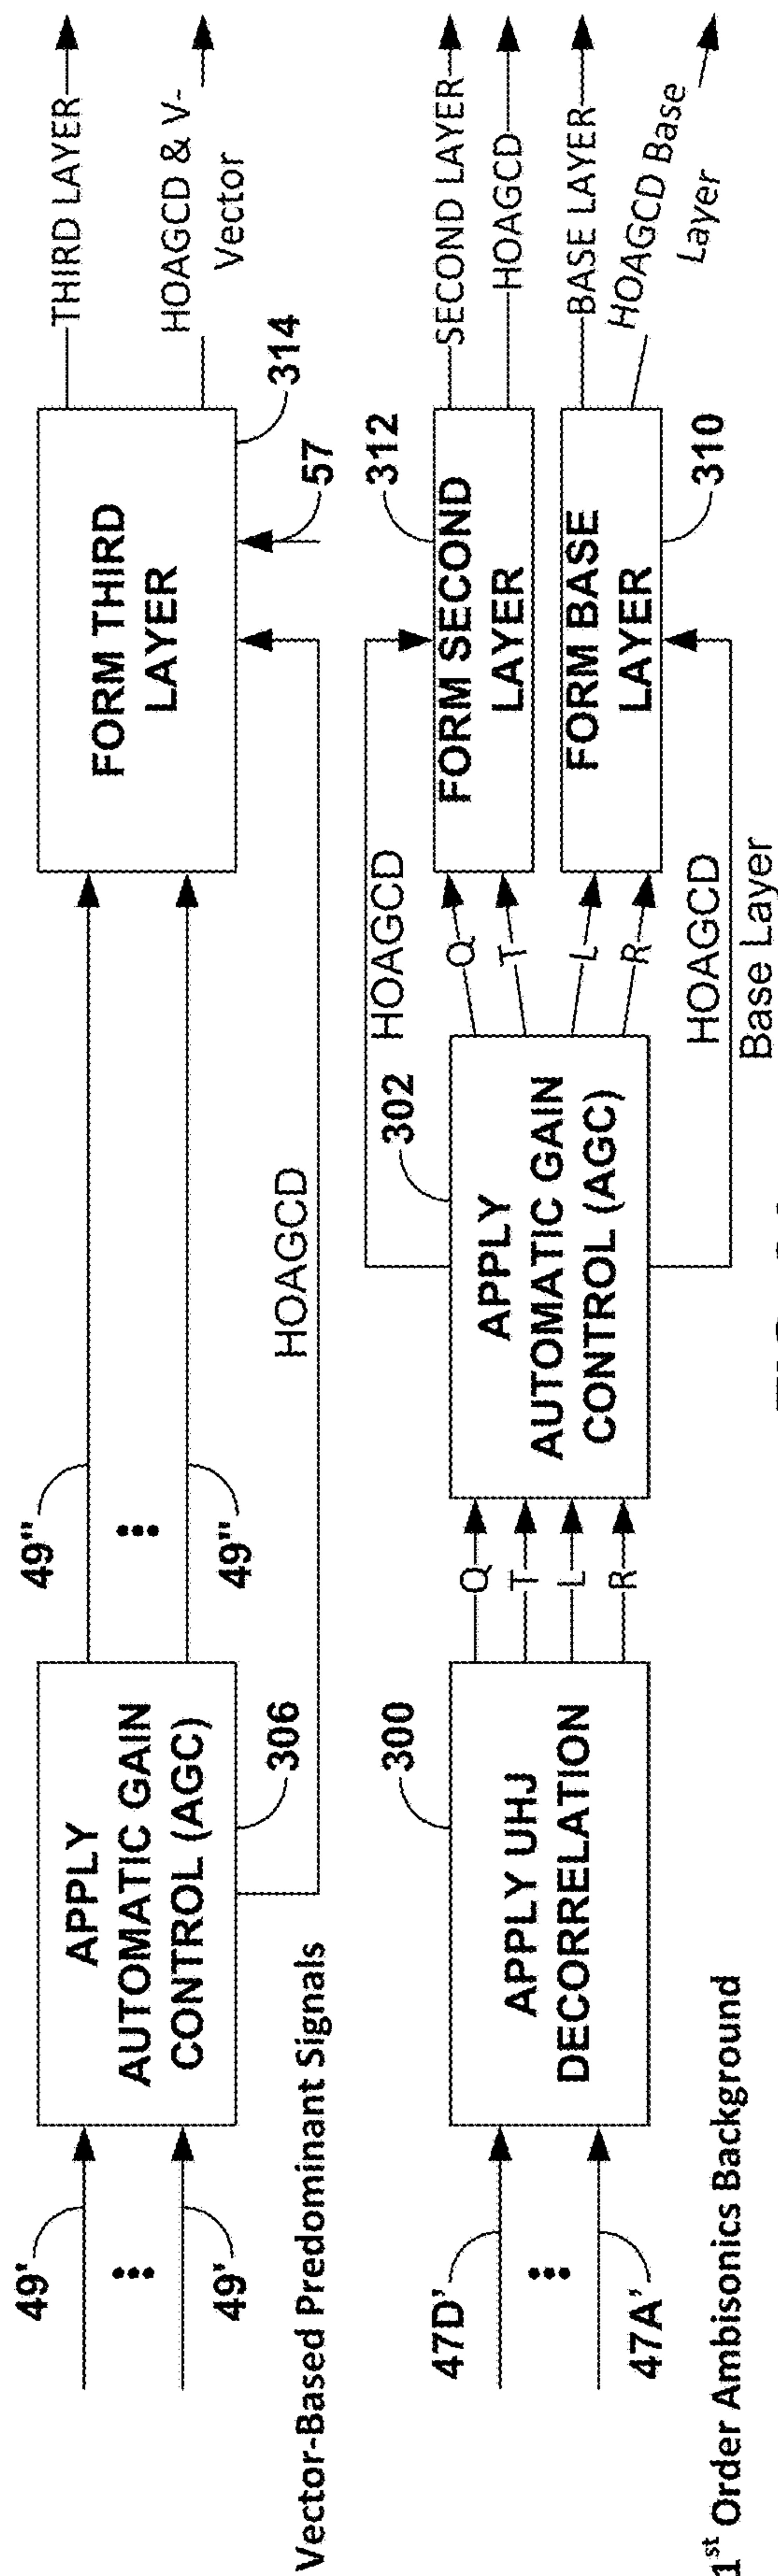 49'
49'
Vector-Based Predominant Signals
APPLY
AUTOMATIC GAIN
CONTROL (AGC)
306
49"
49"
HOAGCD
FORM THIRD
LAYER
314
57
THIRD LAYER
HOAGCD & V-
Vector
47D'
47A'
1st Order Ambisonics Background
APPLY UHJ
DECORRELATION
300
Q
T
L
R
APPLY
AUTOMATIC GAIN
CONTROL (AGC)
302
HOAGCD
Q
T
L
R
HOAGCD
Base Layer
FORM SECOND
LAYER
312
FORM BASE
LAYER
310
SECOND LAYER
HOAGCD
BASE LAYER
HOAGCD Base
Layer